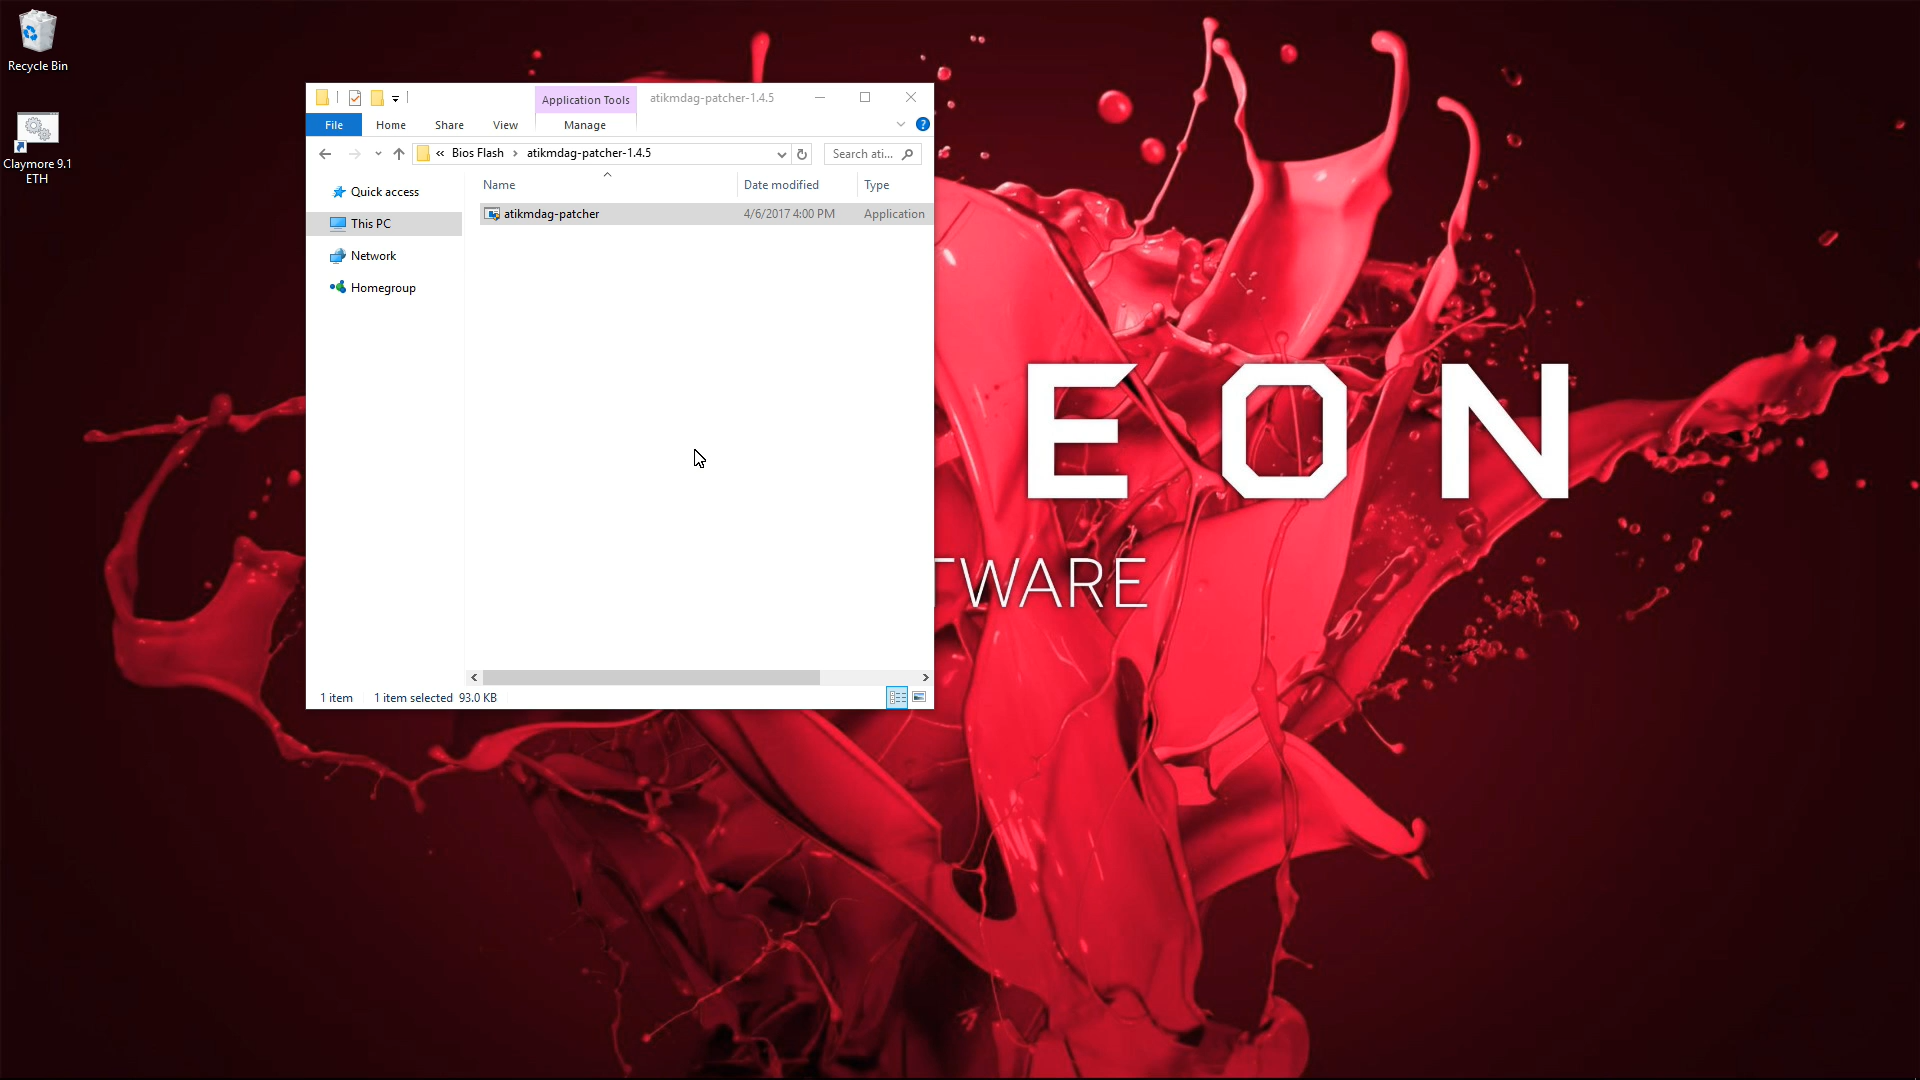 Recycle Bin
Claymore 9.1
ETH
Application Tools
atikmdag-patcher-1.4.5
File
Home
Share
View
Manage
?
« Bios Flash > atikmdag-patcher-1.4.5
Search ati...
Quick access
This PC
Network
Homegroup
Name
Date modified
Type
atikmdag-patcher
4/6/2017 4:00 PM
Application
1 item
1 item selected 93.0 KB
EON
TWARE